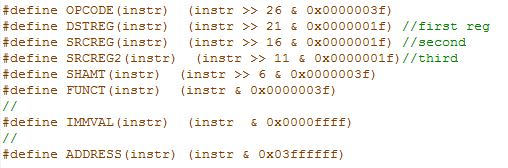 #define OPCODE(instr)  (instr >> 26 & 0x0000003f)
#define DSTREG(instr)  (instr >> 21 & 0x0000001f) //first reg
#define SRCREG(instr)  (instr >> 16 & 0x0000001f) //second
#define SRCREG2(instr)  (instr >> 11 & 0x0000001f)//third
#define SHAMT(instr)  (instr >> 6 & 0x0000003f)
#define FUNCT(instr)  (instr & 0x0000003f)
//
#define IMMVAL(instr)  (instr  & 0x0000ffff)
//
#define ADDRESS(instr)  (instr & 0x03ffffff)